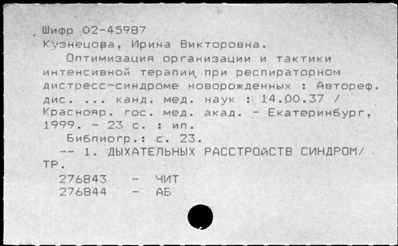 Шифр 02-45987
Кузнецова, Ирина Викторовна.
Оптимизация организации и тактики
интенсивной терапии при респираторном
дистресс-синдроме новорожденных : Автореф.
дис. ... канд. мед. наук : 14.00.37 /
Краснояр. гос. мед. акад. - Екатеринбург,
1999. - 23 с. : ил.
Библиогр.: с. 23.
-- 1. ДЫХАТЕЛЬНЫХ РАССТРОЙСТВ СИНДРОМ/
ТР.
276843 - ЧИТ
276844 - АБ